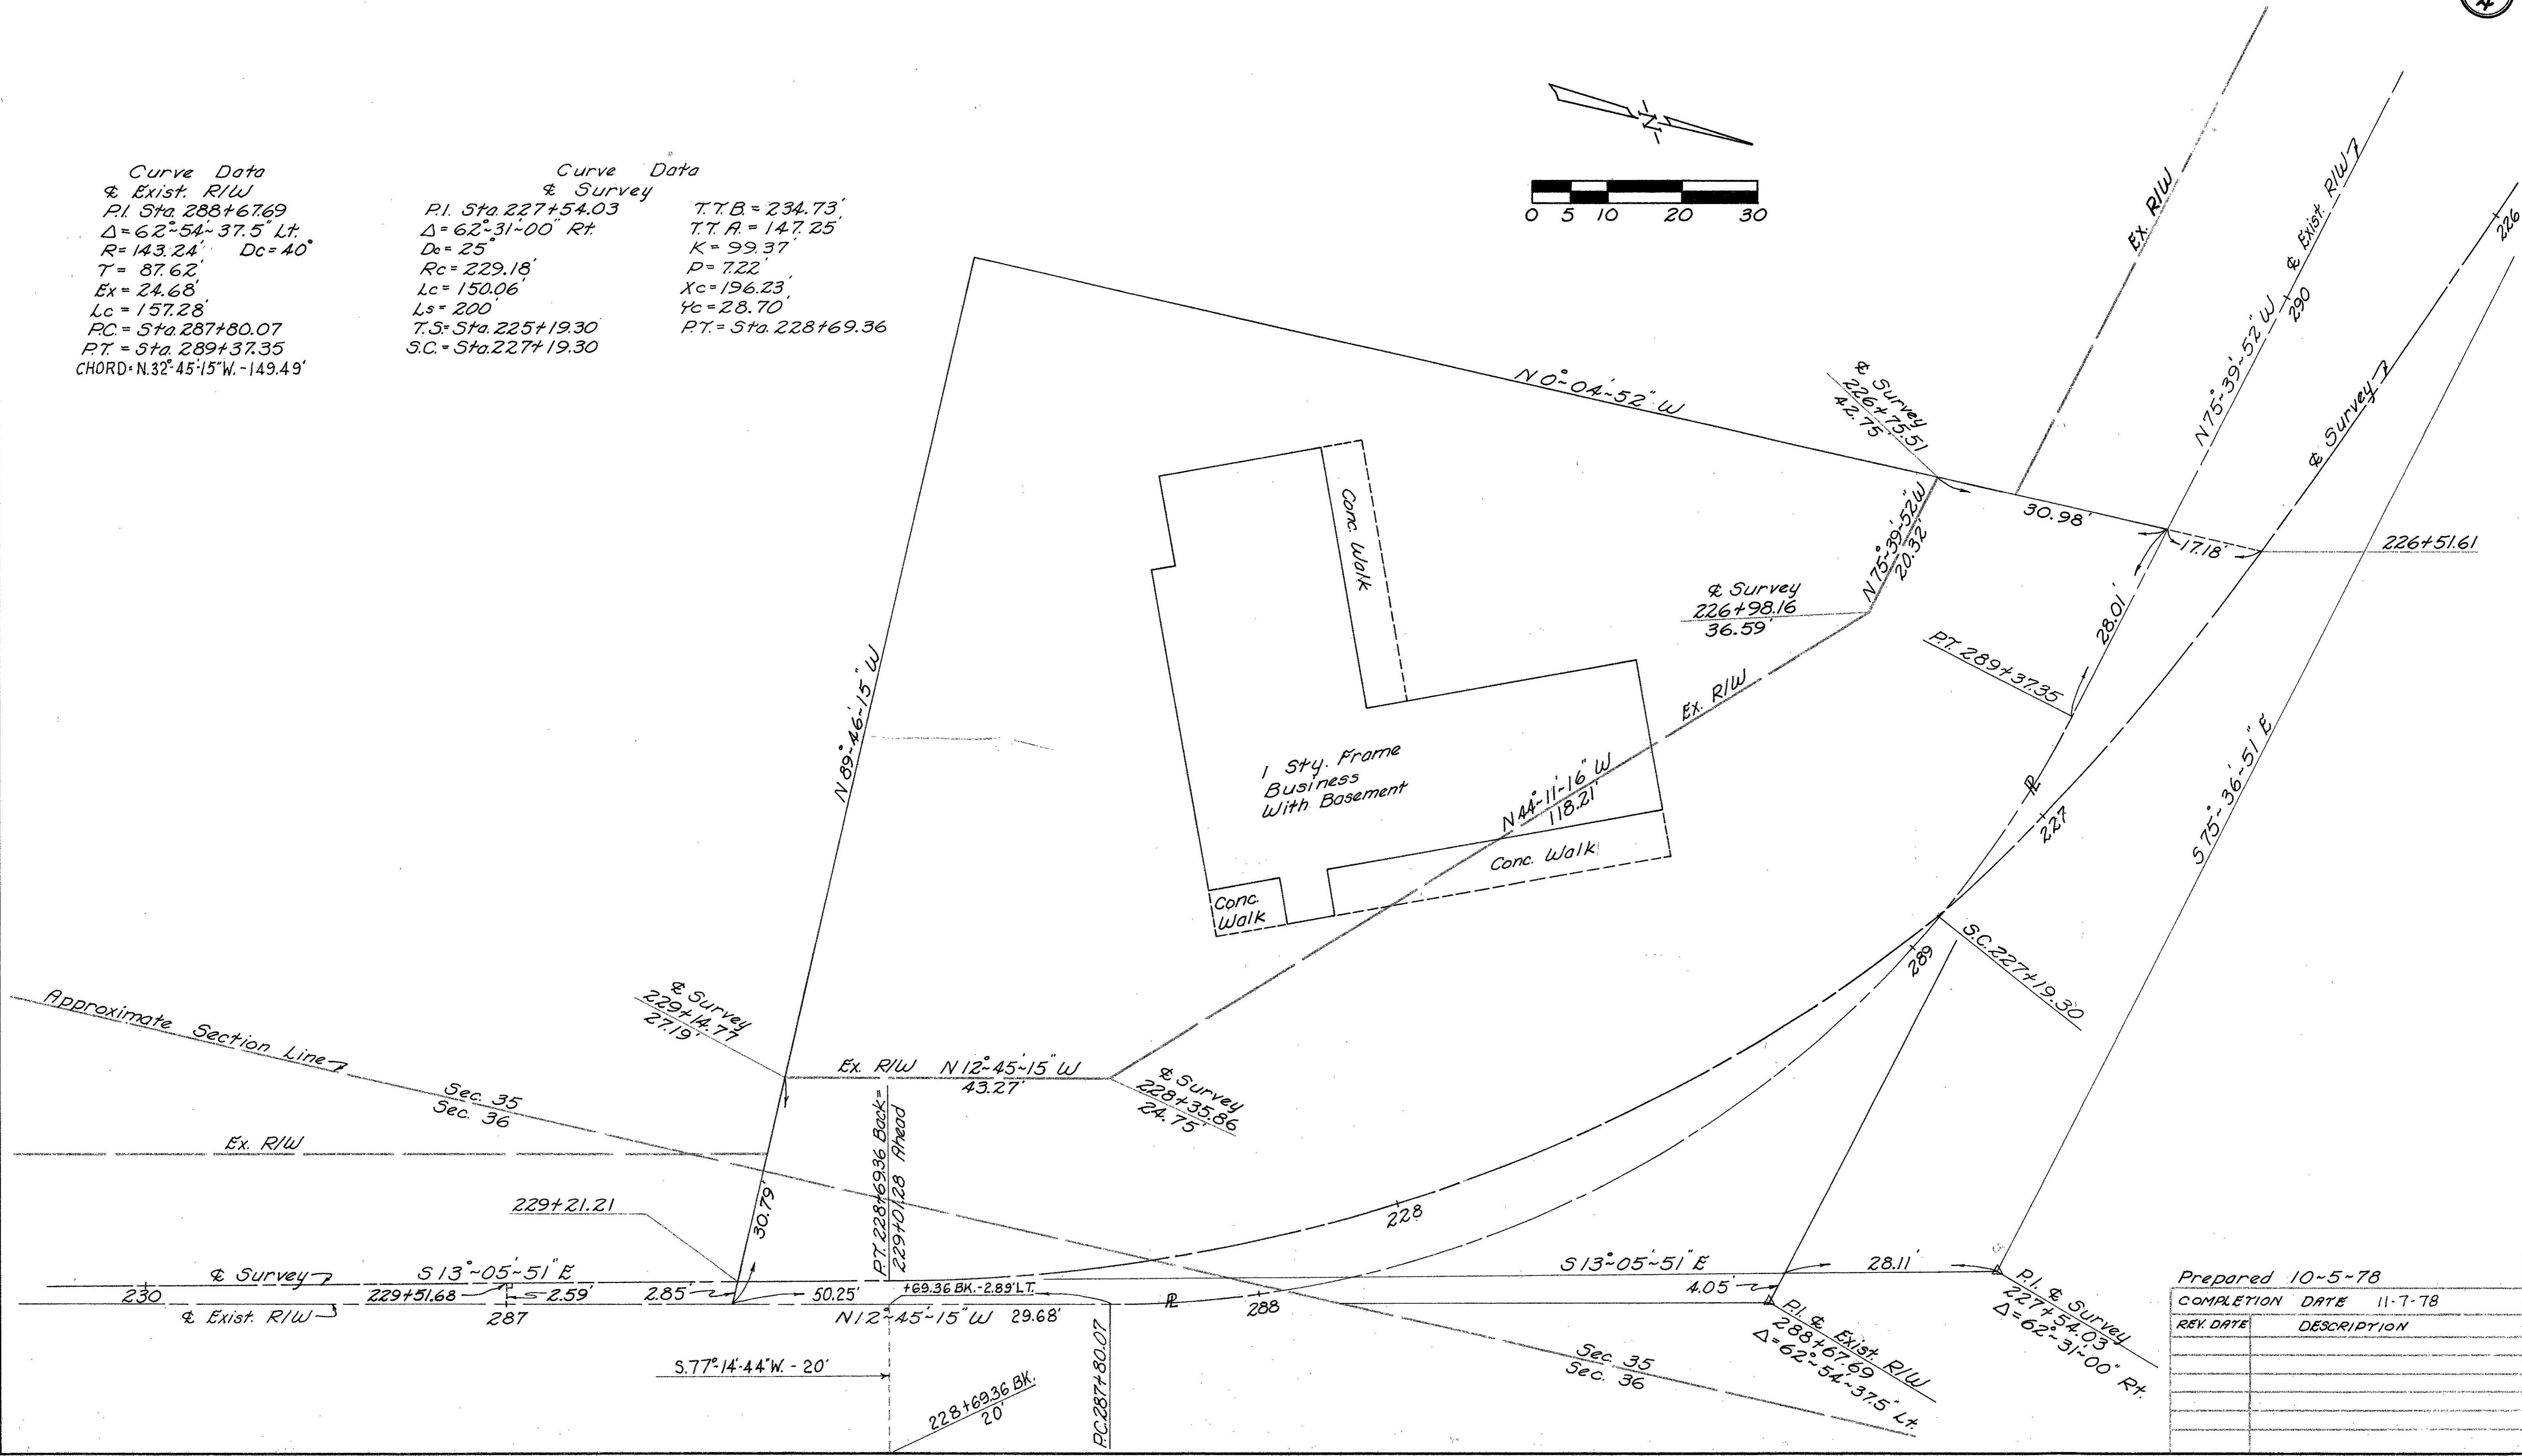 Curve Data
℄ Exist. R/W
P.I. Sta. 288+67.69
Δ=62°~54'~37.5" Lt.
R=143.24' Dc=40°
T= 87.62'
Ex=24.68'
Lc=157.28'
P.C.= Sta. 287+80.07
P.T.= Sta. 289+37.35
CHORD=N.32°-45'-15"W.-149.49'
Curve Data
℄ Survey
P.I. Sta. 227+54.03
Δ=62°~31'~00" Rt.
Dc=25°
Rc=229.18'
Lc=150.06'
Ls=200'
T.S.=Sta. 225+19.30
S.C.=Sta. 227+19.30
T.T.B.=234.73'
T.T.A.=147.25'
K=99.37'
P=7.22'
Xc=196.23'
Yc=28.70'
P.T.=Sta. 228+69.36
N
0 5 10 20 30
Ex. R/W
N75°~39'~52"W
290
℄ Exist. R/W
℄ Survey
226
N 0°~04'~52" W
℄ Survey
226+75.51
42.75'
30.98'
17.18'
226+51.61
N75°~39'~52"W
20.32'
℄ Survey
226+98.16
36.59'
28.01'
P.T. 289+37.35
Conc. Walk
N 89°~46'~15" W
Ex. R/W
1 Sty. Frame
Business
With Basement
N44°~11'~16" W
118.21'
Conc. Walk
Conc.
Walk
℄
227
S 75°~36'~51" E
289
S.C. 227+19.30
Approximate Section Line
Sec. 35
Sec. 36
℄ Survey
229+14.77
27.19'
Ex. R/W N12°~45'~15" W
43.27'
℄ Survey
228+35.86
24.75'
Ex. R/W
P.T. 228+69.36 Back=
229+01.28 Ahead
229+21.21
30.79'
228
℄ Survey S13°~05'~51" E
230 229+51.68 2.59' 2.85' 50.25' +69.36 BK.-2.89' LT.
℄ Exist. R/W 287 N12°~45'~15" W 29.68' ℄ 288
S13°~05'~51" E 28.11'
4.05'
P.I. ℄ Exist. R/W
288+67.69
Δ=62°~54'~37.5" Lt.
P.I. ℄ Survey
227+54.03
Δ=62°~31'~00" Rt.
S.77°-14'-44"W. - 20'
228+69.36 BK.
20'
P.C. 287+80.07
Sec. 35
Sec. 36
Prepared 10~5~78
COMPLETION DATE 11-7-78
REV. DATE DESCRIPTION